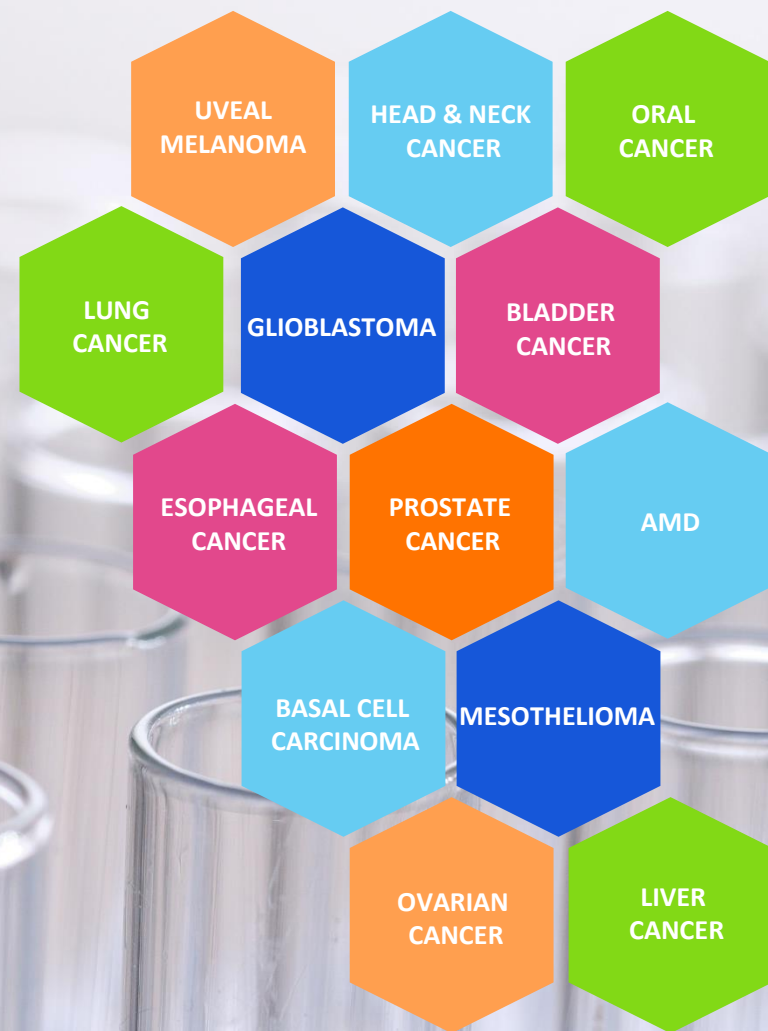 UVEAL
MELANOMA
HEAD & NECK
CANCER
ORAL
CANCER
LUNG
CANCER
GLIOBLASTOMA
BLADDER
CANCER
ESOPHAGEAL
CANCER
PROSTATE
CANCER
AMD
BASAL CELL
CARCINOMA
MESOTHELIOMA
OVARIAN
CANCER
LIVER
CANCER